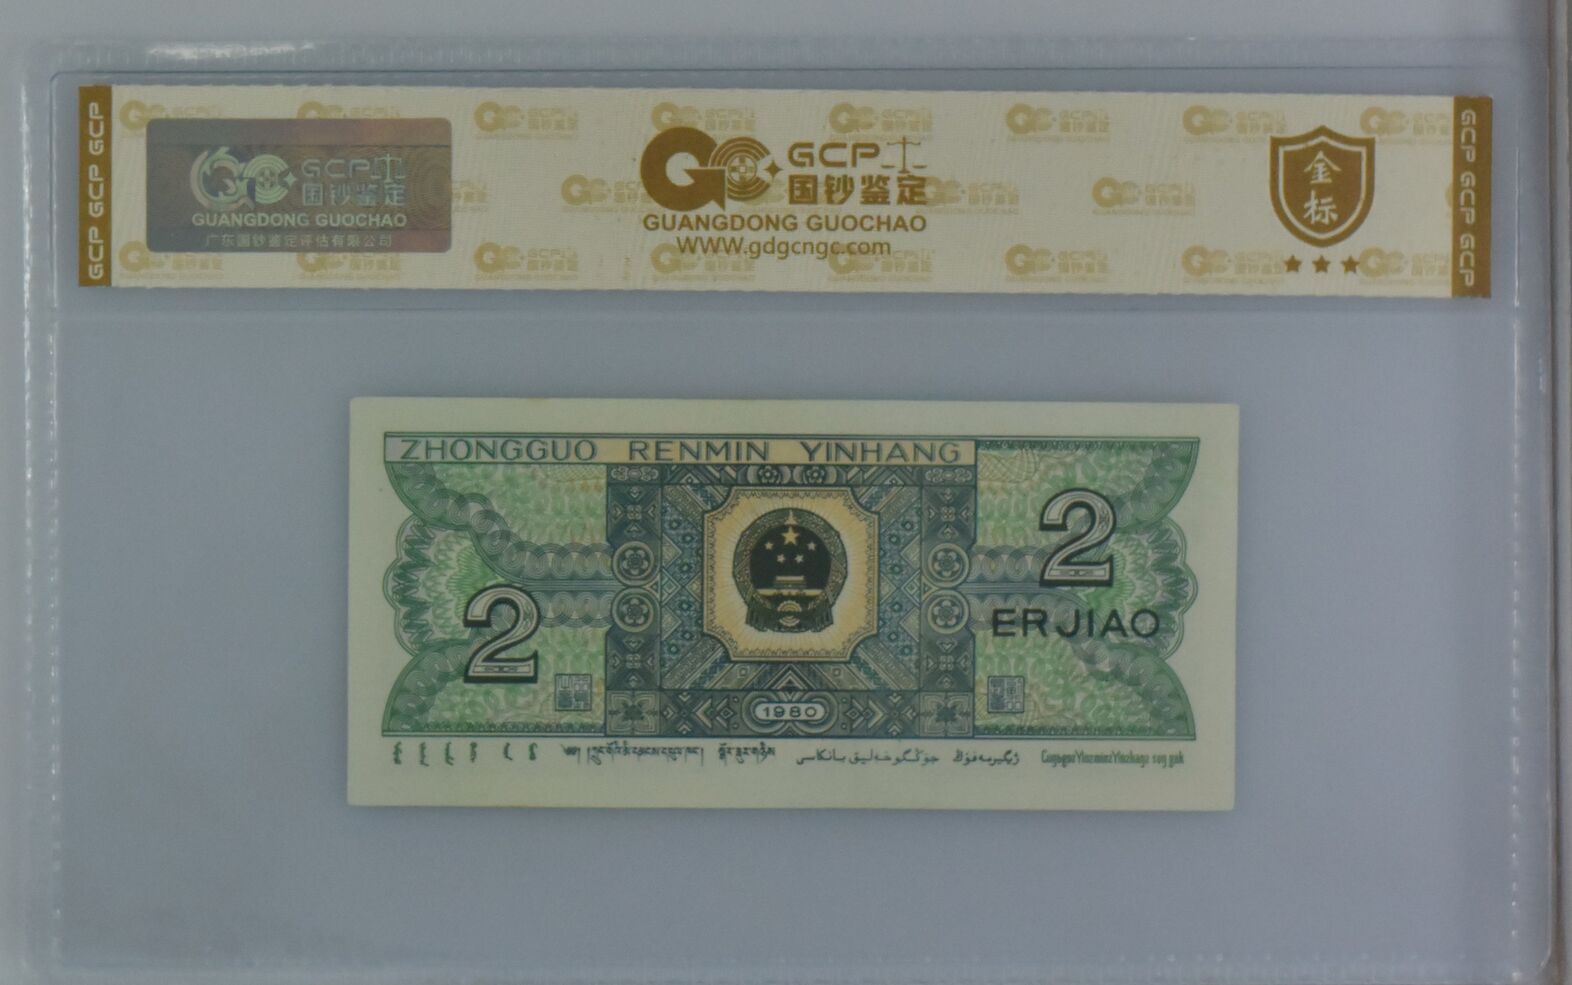 GCP GCP GCP
GCP
国钞鉴定
GUANGDONG GUOCHAO
广东国钞鉴定评估有限公司
GCP
国钞鉴定
GUANGDONG GUOCHAO
WWW.gdgcngc.com
金标
GCP GCP GCP
ZHONGGUO RENMIN YINHANG
2
2
ERJIAO
1980